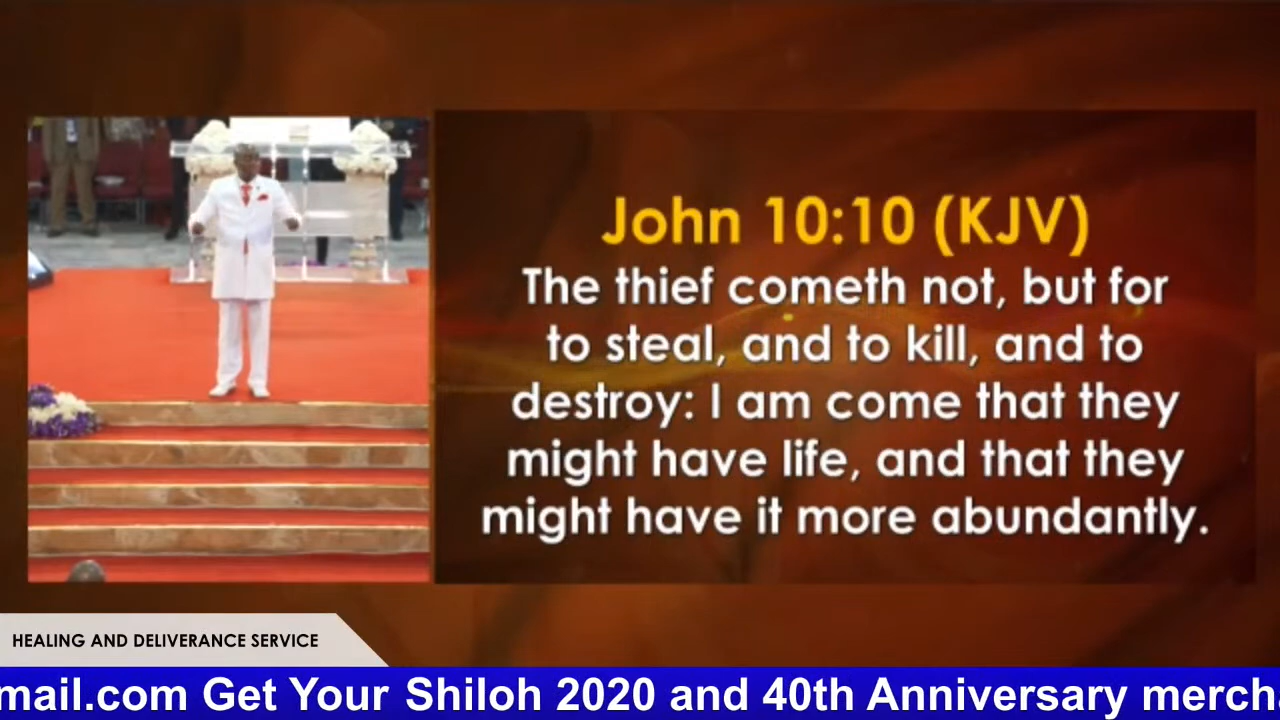 John 10:10 (KJV)
The thief cometh not, but for
to steal, and to kill, and to
destroy: I am come that they
might have life, and that they
might have it more abundantly.
HEALING AND DELIVERANCE SERVICE
mail.com Get Your Shiloh 2020 and 40th Anniversary merch